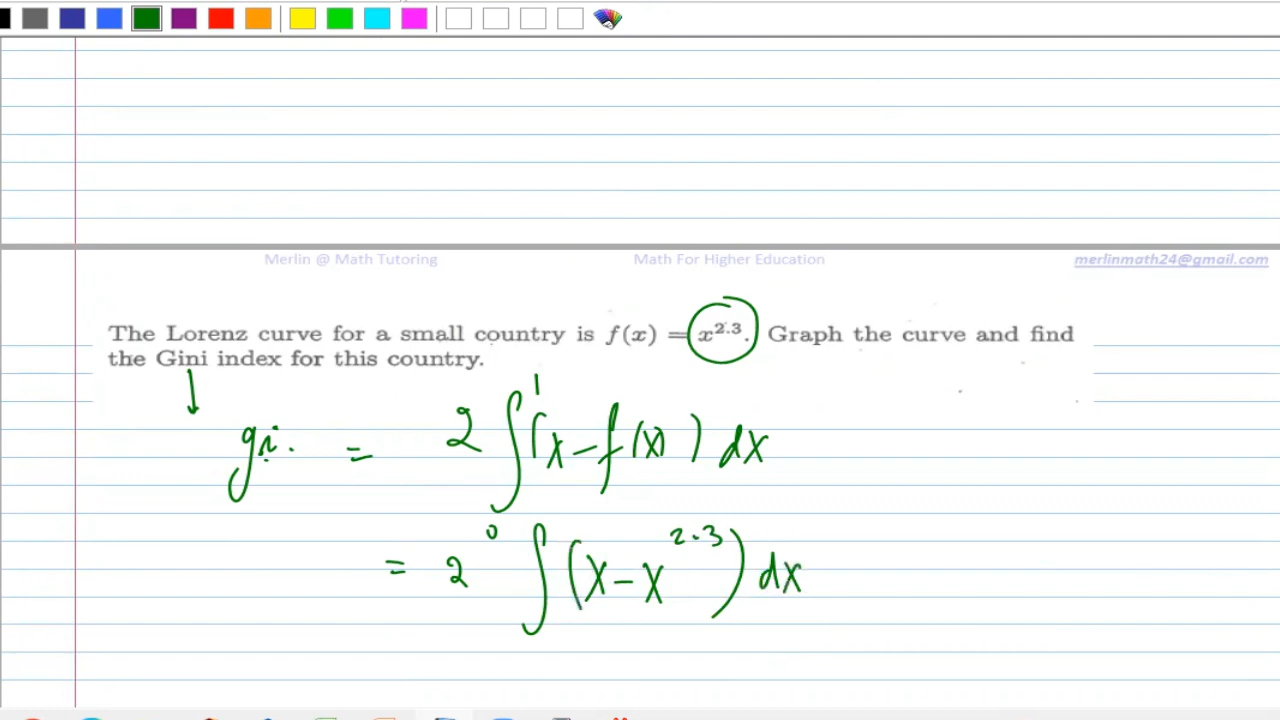 Merlin @ Math Tutoring Math For Higher Education merlinmath24@gmail.com
The Lorenz curve for a small country is f(x) = x^2.3. Graph the curve and find
the Gini index for this country.
gi. = 2 ∫_0^1 (x – f(x)) dx
= 2 ∫ (x – x^2.3) dx